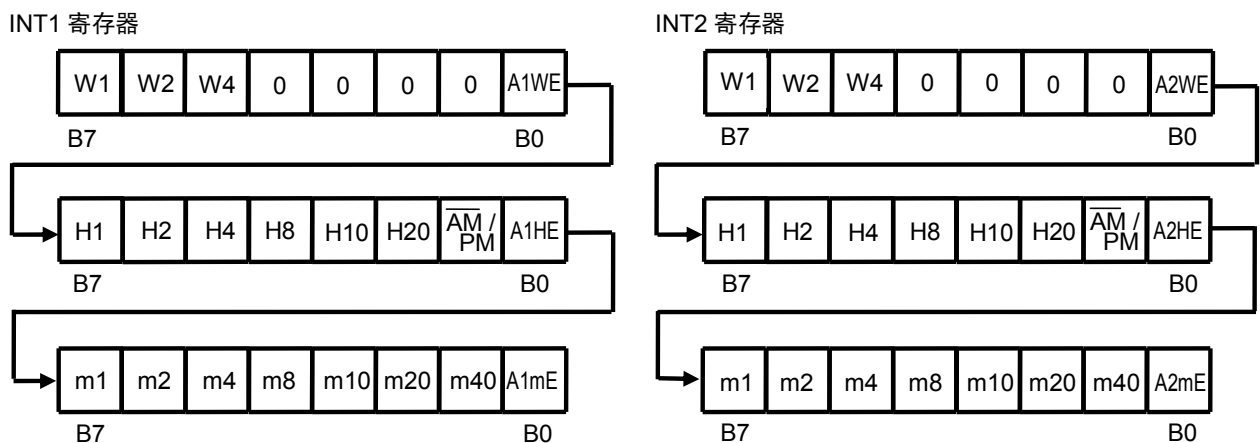 INT1 寄存器
W1 W2 W4 0 0 0 0 A1WE
B7 B0
H1 H2 H4 H8 H10 H20 A̅M̅ / PM A1HE
B7 B0
m1 m2 m4 m8 m10 m20 m40 A1mE
B7 B0
INT2 寄存器
W1 W2 W4 0 0 0 0 A2WE
B7 B0
H1 H2 H4 H8 H10 H20 A̅M̅ / PM A2HE
B7 B0
m1 m2 m4 m8 m10 m20 m40 A2mE
B7 B0